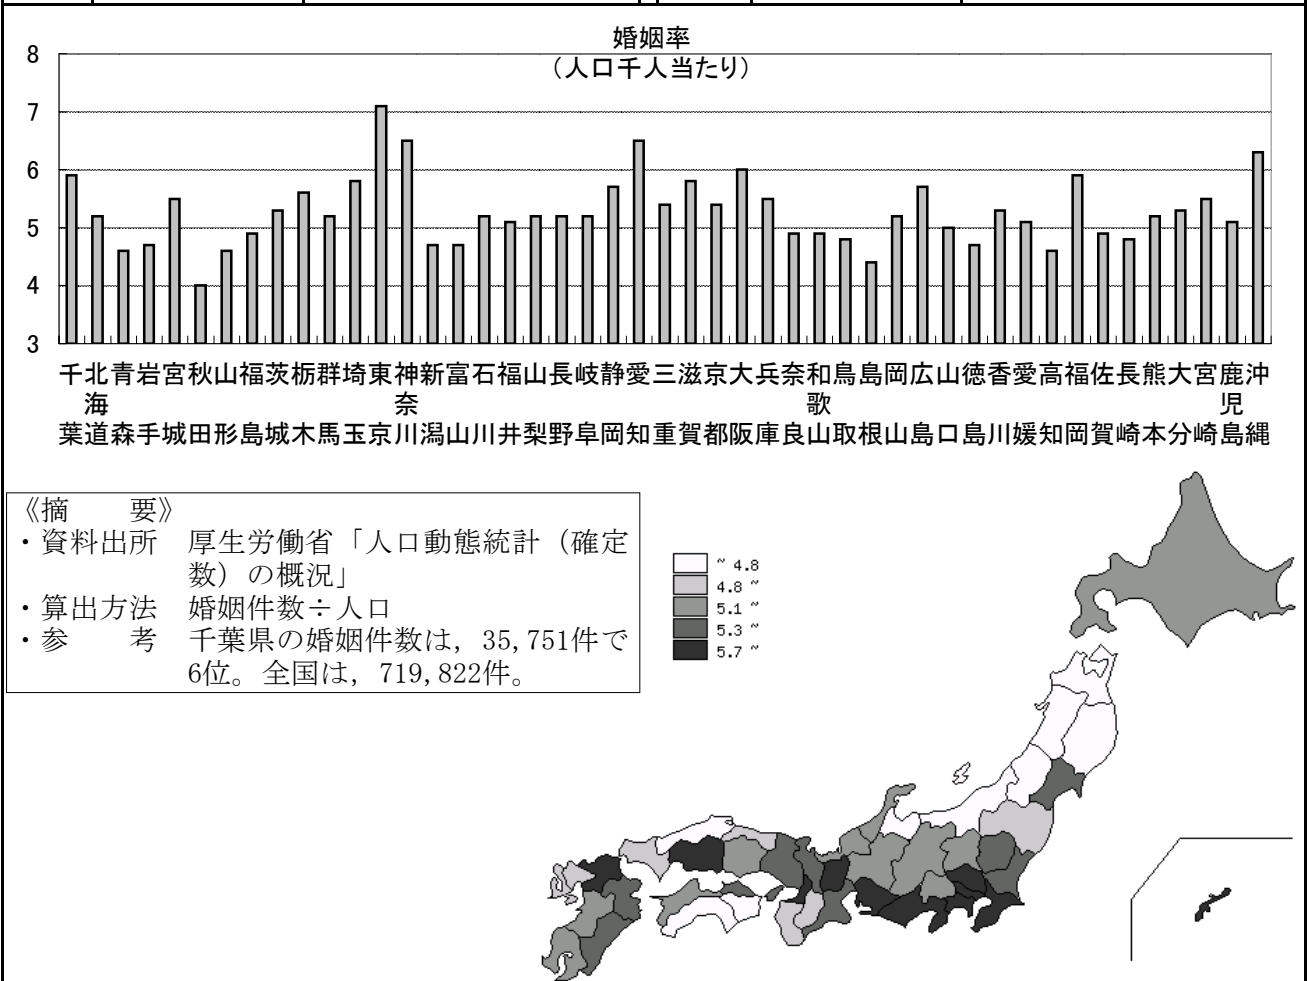 婚姻率
（人口千人当たり）
8
7
6
5
4
3
千葉 北海道 青森 岩手 宮城 秋田 山形 福島 茨城 栃木 群馬 埼玉 東京 神奈川 新潟 富山 石川 福井 山梨 長野 岐阜 静岡 愛知 三重 滋賀 京都 大阪 兵庫 奈良 和歌山 鳥取 島根 岡山 広島 山口 徳島 香川 愛媛 高知 福岡 佐賀 長崎 熊本 大分 宮崎 鹿児島 沖縄
《摘　　要》
・資料出所　厚生労働省「人口動態統計（確定
数）の概況」
・算出方法　婚姻件数÷人口
・参　　考　千葉県の婚姻件数は，35,751件で
6位。全国は，719,822件。
~ 4.8
4.8 ~
5.1 ~
5.3 ~
5.7 ~